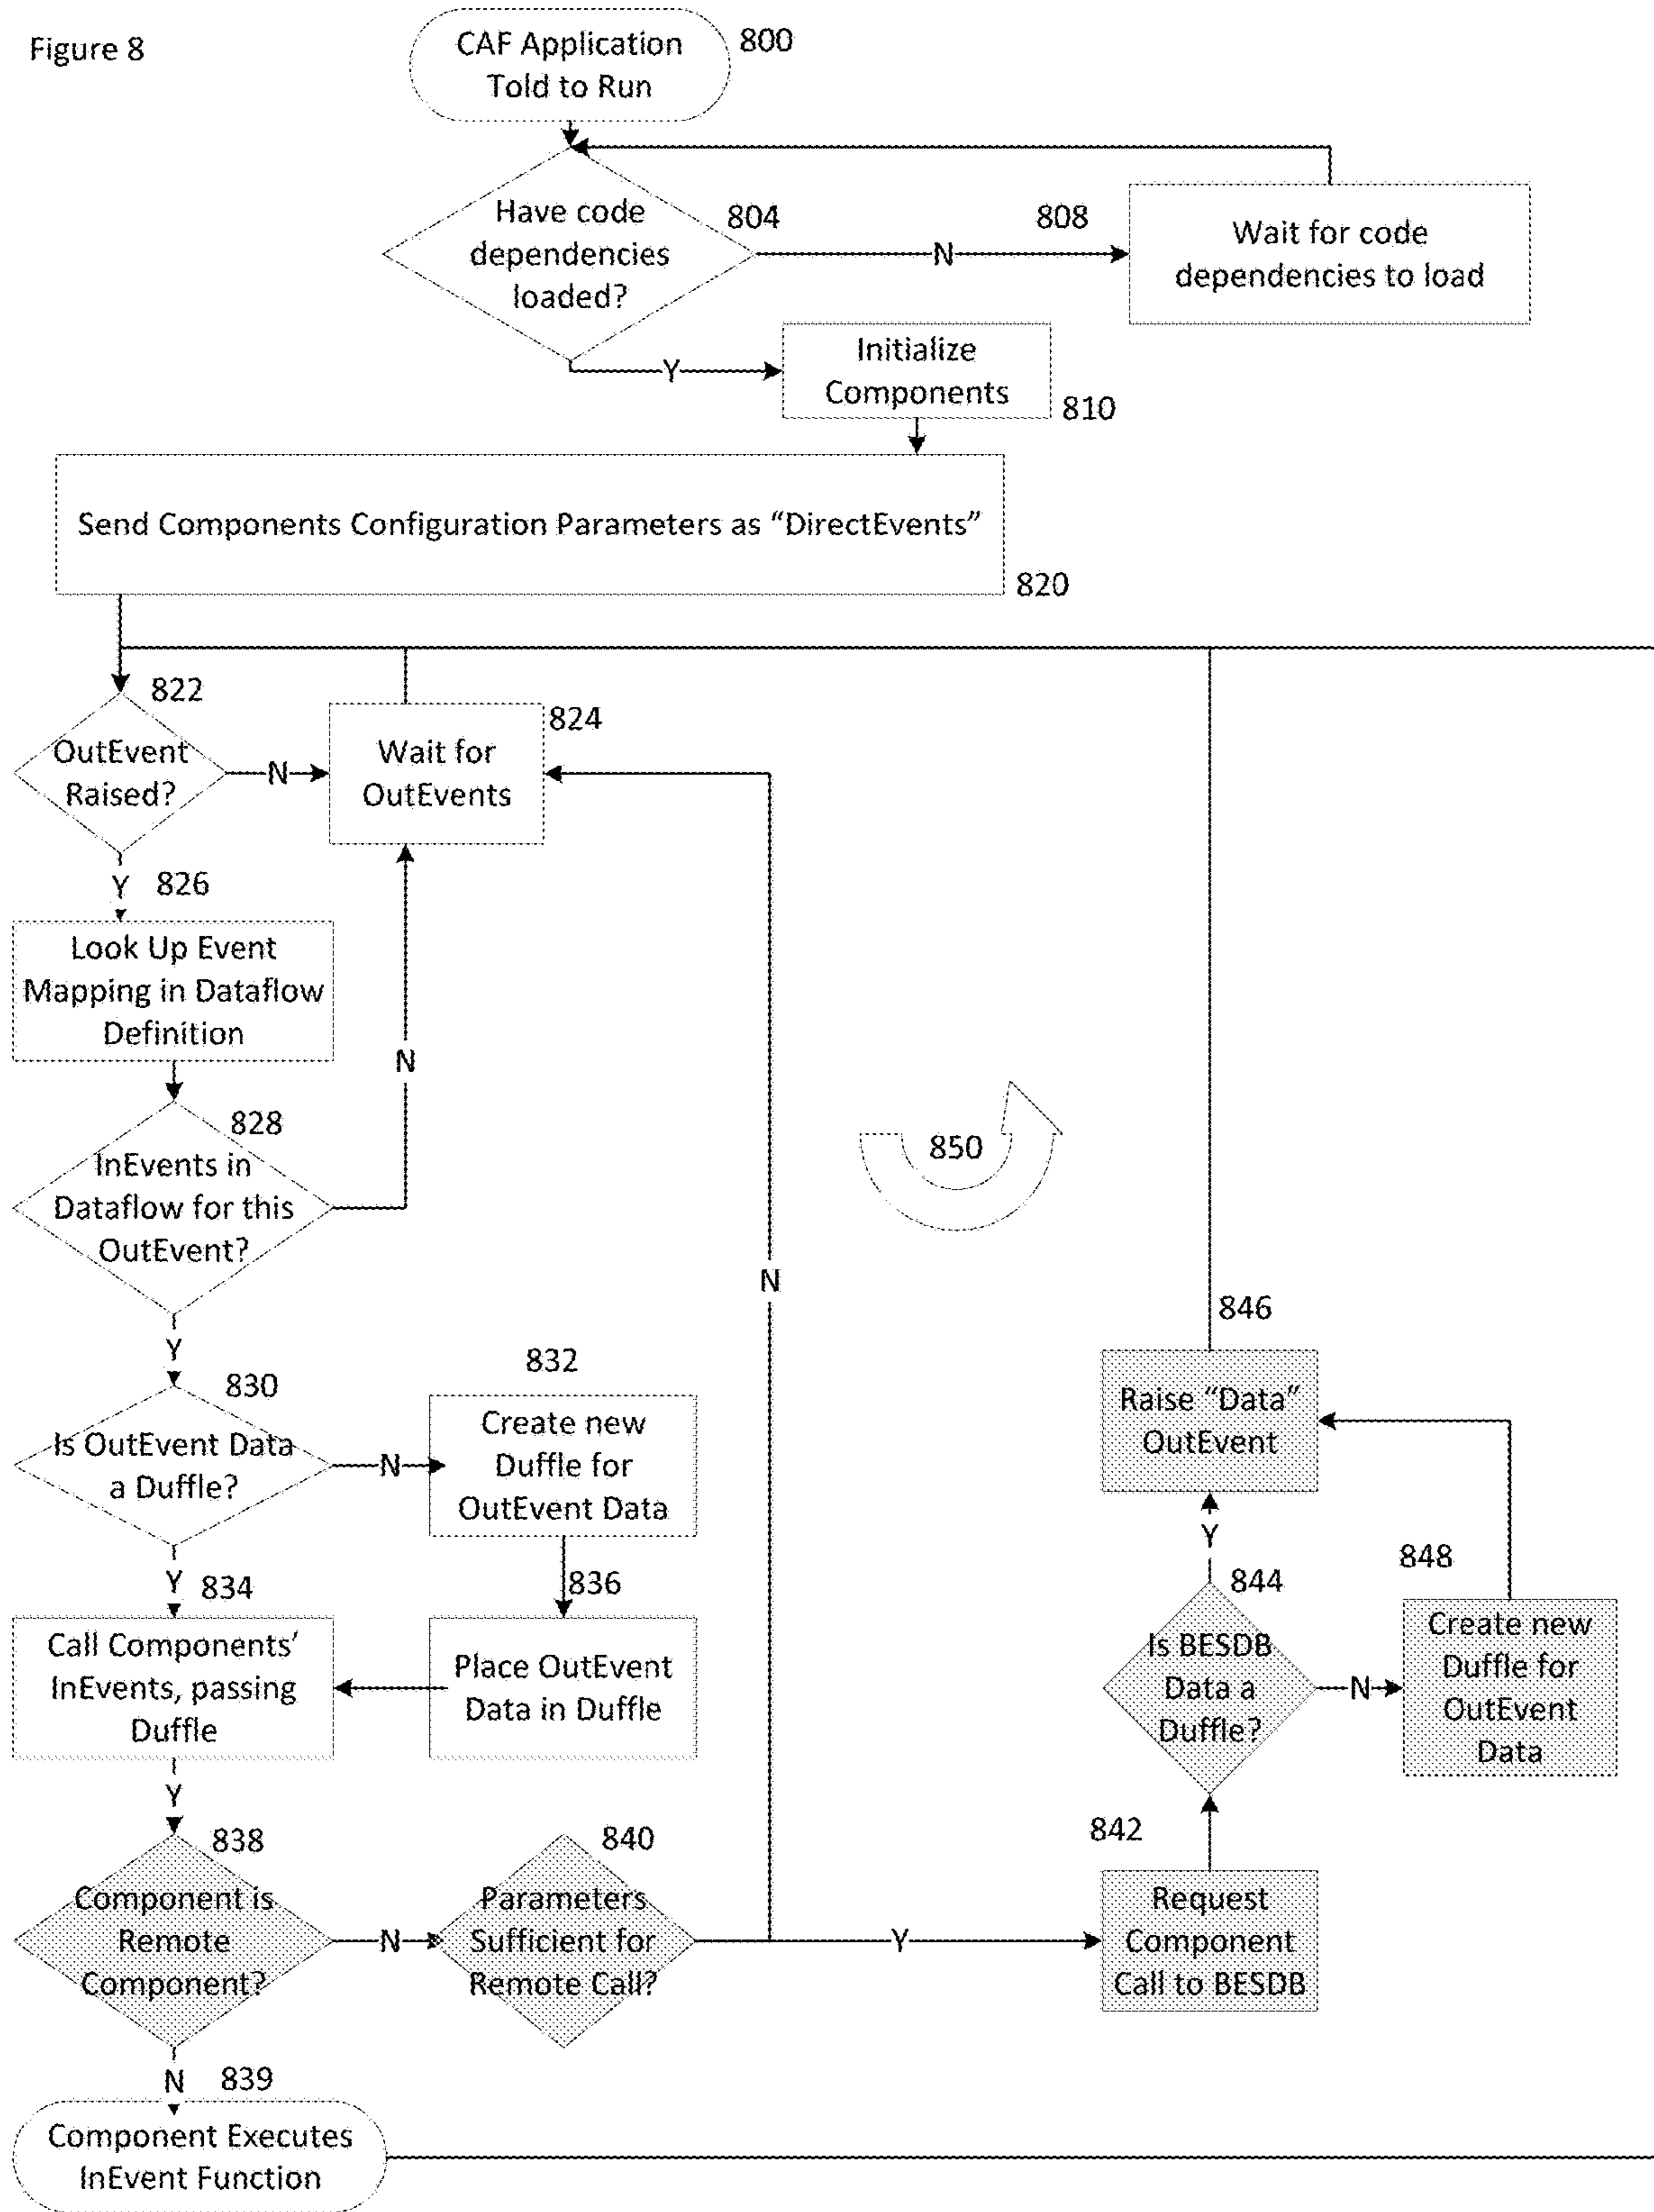 Figure 8
CAF Application
Told to Run
800
Have code
dependencies
loaded?
804
N
808
Wait for code
dependencies to load
Y
Initialize
Components
810
Send Components Configuration Parameters as “DirectEvents”
820
822
OutEvent
Raised?
N
824
Wait for
OutEvents
Y
826
Look Up Event
Mapping in Dataflow
Definition
N
828
InEvents in
Dataflow for this
OutEvent?
850
N
Y
830
Is OutEvent Data
a Duffle?
N
832
Create new
Duffle for
OutEvent Data
846
Raise “Data”
OutEvent
Y
834
Call Components’
InEvents, passing
Duffle
836
Place OutEvent
Data in Duffle
Y
844
Is BESDB
Data a
Duffle?
N
848
Create new
Duffle for
OutEvent
Data
Y
838
Component is
Remote
Component?
N
840
Parameters
Sufficient for
Remote Call?
Y
842
Request
Component
Call to BESDB
N
839
Component Executes
InEvent Function